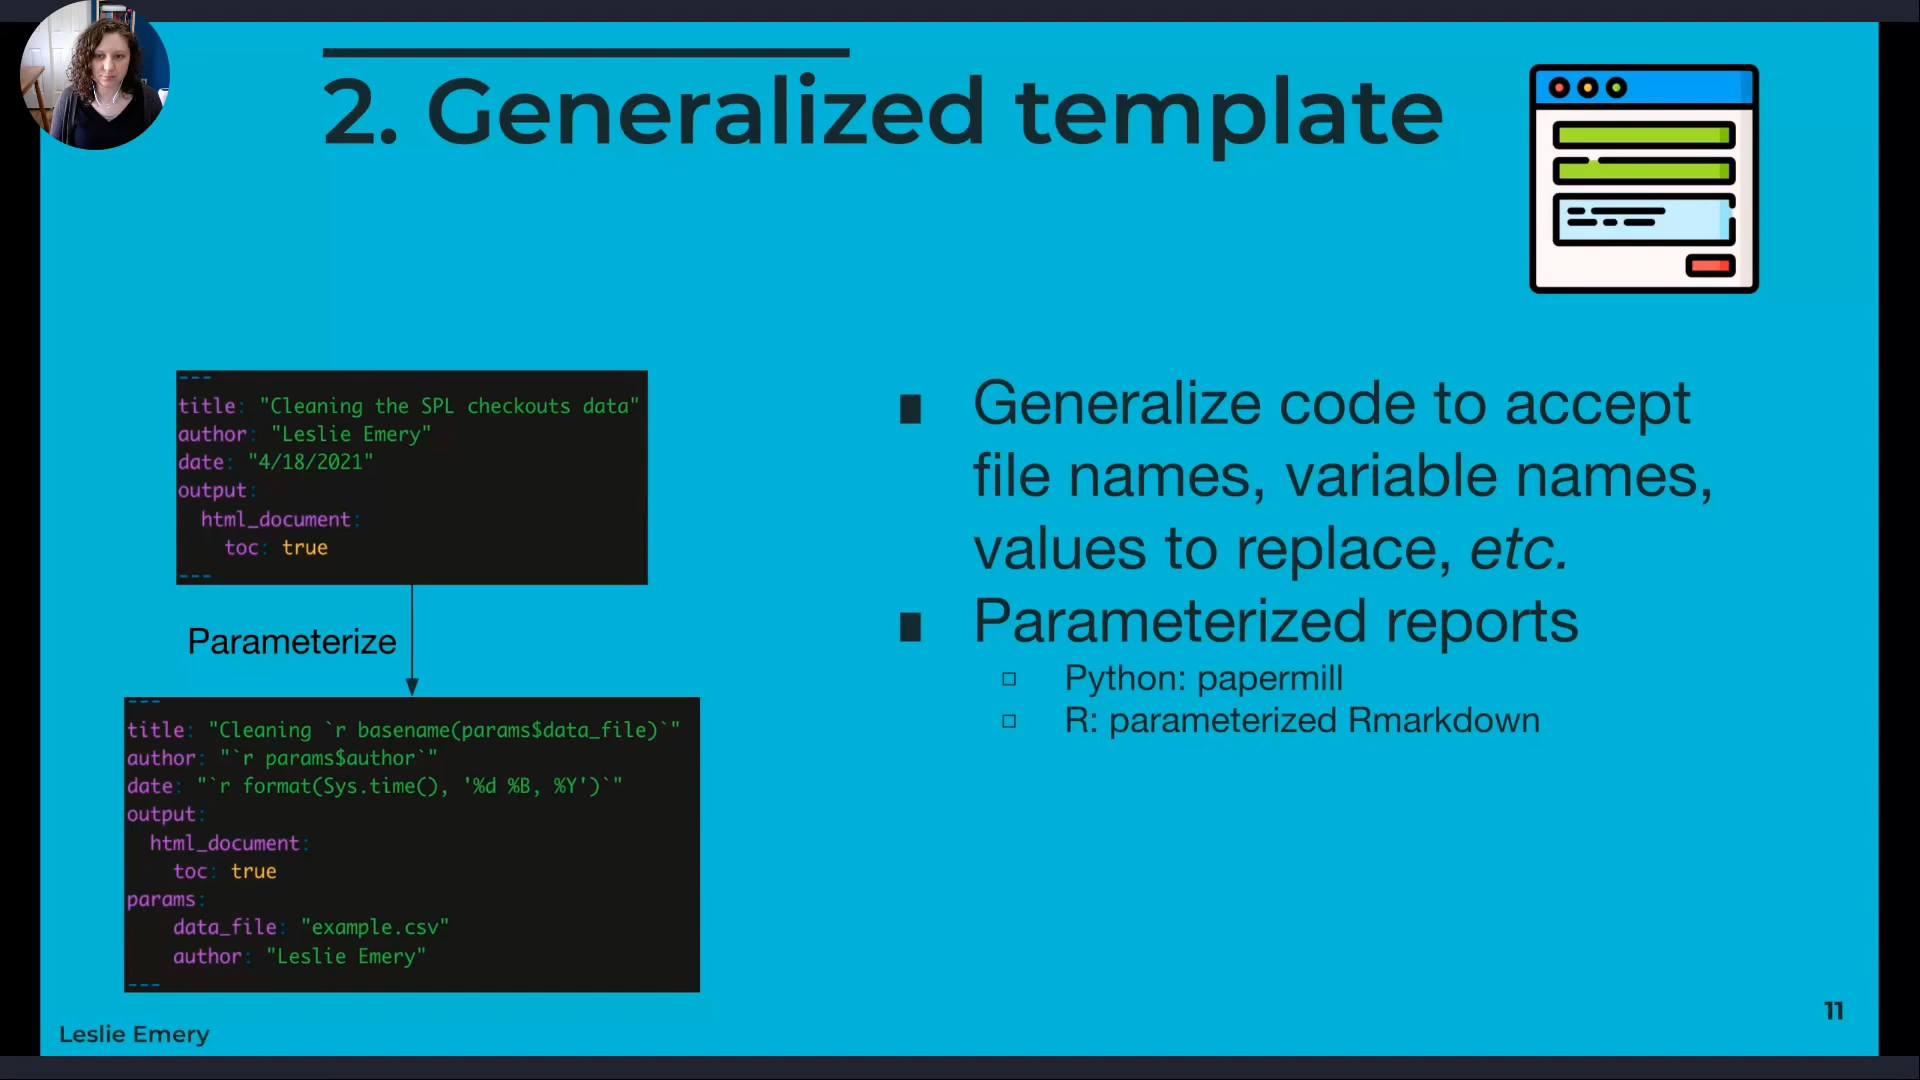 2. Generalized template
---
title: "Cleaning the SPL checkouts data"
author: "Leslie Emery"
date: "4/18/2021"
output:
  html_document:
    toc: true
---
Parameterize
---
title: "Cleaning `r basename(params$data_file)`"
author: "`r params$author`"
date: "`r format(Sys.time(), '%d %B, %Y')`"
output:
  html_document:
    toc: true
params:
    data_file: "example.csv"
    author: "Leslie Emery"
---
Generalize code to accept
file names, variable names,
values to replace, etc.
Parameterized reports
Python: papermill
R: parameterized Rmarkdown
Leslie Emery
11